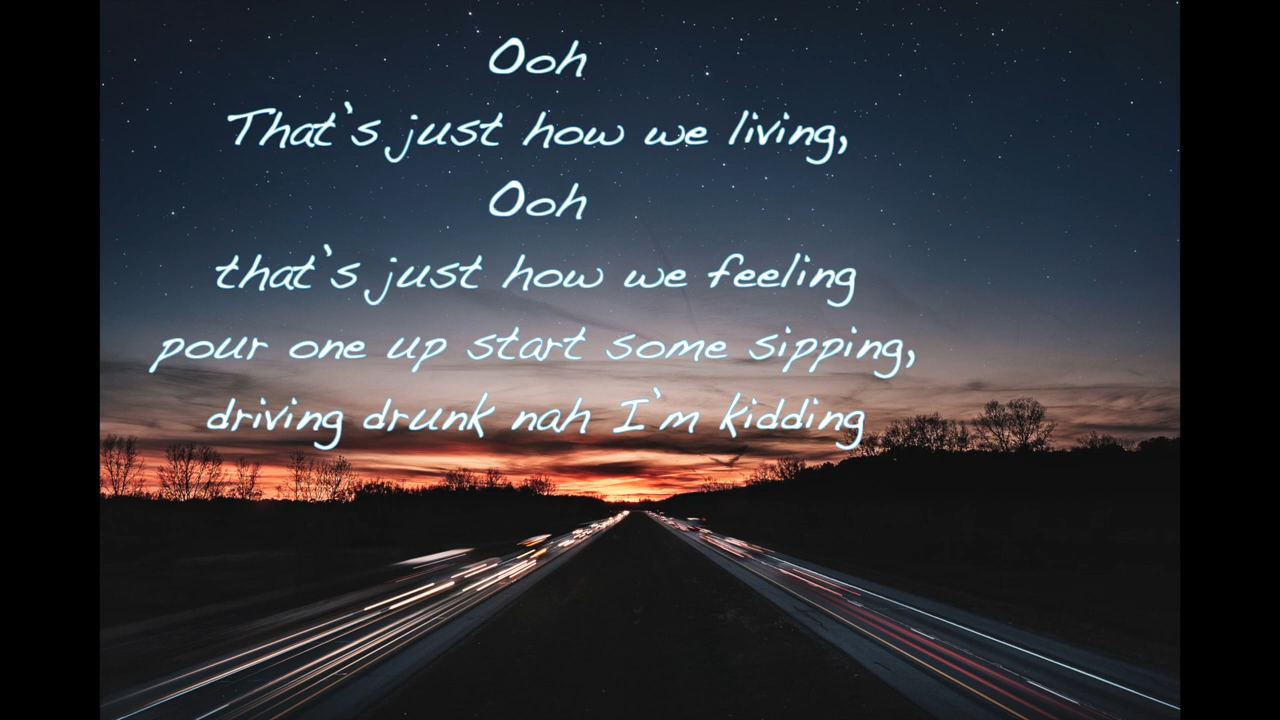 Ooh
That's just how we living,
Ooh
that's just how we feeling
pour one up start some sipping,
driving drunk nah I'm kidding